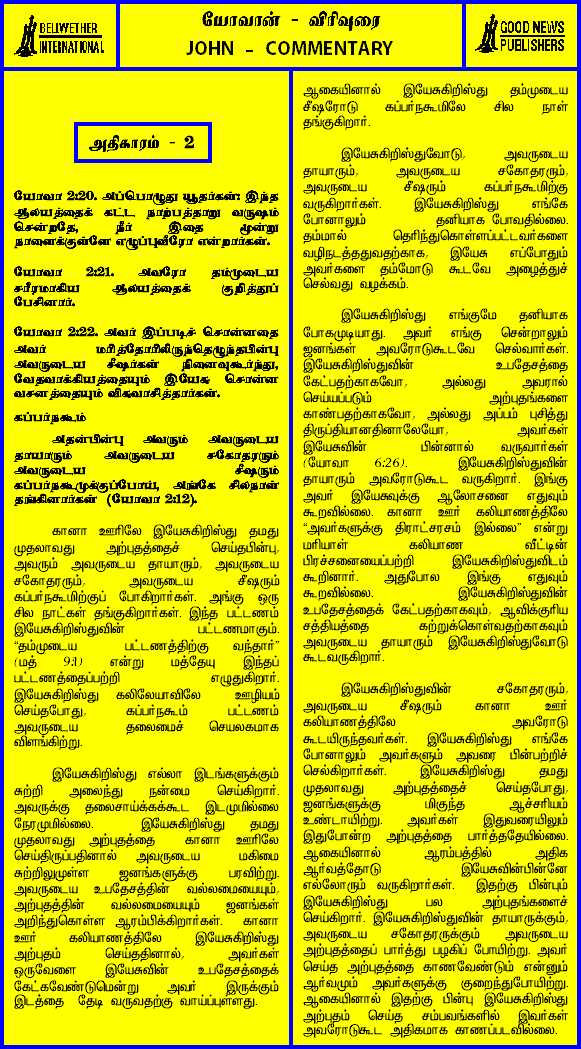 BELWETHER
INTERNATIONAL
யோவான் - விரிவுரை
JOHN - COMMENTARY
GOOD NEWS
PUBLISHERS
அதிகாரம் - 2
யோவா 2:20. அப்பொழுது யூதர்கள்: இந்த
ஆலயத்தைக் கட்ட நாற்பத்தாறு வருஷம்
சென்றதே, நீர் இதை மூன்று
நாளைக்குள்ளே எழுப்புவீரோ என்றார்கள்.
யோவா 2:21. அவரோ தம்முடைய
சரீரமாகிய ஆலயத்தைக் குறித்துப்
பேசினார்.
யோவா 2:22. அவர் இப்படிச் சொன்னதை
அவர் மரித்தோரிலிருந்தெழுந்தபின்பு
அவருடைய சீஷர்கள் நினைவுகூர்ந்து,
வேதவாக்கியத்தையும் இயேசு சொன்ன
வசனத்தையும் விசுவாசித்தார்கள்.
கப்பர்நகூம்
அதன்பின்பு அவரும் அவருடைய
தாயாரும் அவருடைய சகோதரரும்
அவருடைய சீஷரும்
கப்பர்நகூமுக்குப்போய், அங்கே சிலநாள்
தங்கினார்கள் (யோவா 2:12).
கானா ஊரிலே இயேசுகிறிஸ்து தமது
முதலாவது அற்புதத்தைச் செய்தபின்பு,
அவரும் அவருடைய தாயாரும், அவருடைய
சகோதரரும், அவருடைய சீஷரும்
கப்பர்நகூமிற்குப் போகிறார்கள். அங்கு ஒரு
சில நாட்கள் தங்குகிறார்கள். இந்த பட்டணம்
இயேசுகிறிஸ்துவின் பட்டணமாகும்.
“தம்முடைய பட்டணத்திற்கு வந்தார்”
(மத் 9:1) என்று மத்தேயு இந்தப்
பட்டணத்தைப்பற்றி எழுதுகிறார்.
இயேசுகிறிஸ்து கலிலேயாவிலே ஊழியம்
செய்தபோது, கப்பர்நகூம் பட்டணம்
அவருடைய தலைமைச் செயலகமாக
விளங்கிற்று.
இயேசுகிறிஸ்து எல்லா இடங்களுக்கும்
சுற்றி அலைந்து நன்மை செய்கிறார்.
அவருக்கு தலைசாய்க்கக்கூட இடமுமில்லை
நேரமுமில்லை. இயேசுகிறிஸ்து தமது
முதலாவது அற்புதத்தை கானா ஊரிலே
செய்திருப்பதினால் அவருடைய மகிமை
சுற்றிலுமுள்ள ஜனங்களுக்கு பரவிற்று.
அவருடைய உபதேசத்தின் வல்லமையையும்,
அற்புதத்தின் வல்லமையையும் ஜனங்கள்
அறிந்துகொள்ள ஆரம்பிக்கிறார்கள். கானா
ஊர் கலியாணத்திலே இயேசுகிறிஸ்து
அற்புதம் செய்ததினால், அவர்கள்
ஒருவேளை இயேசுவின் உபதேசத்தைக்
கேட்கவேண்டுமென்று அவர் இருக்கும்
இடத்தை தேடி வருவதற்கு வாய்ப்புள்ளது.
ஆகையினால் இயேசுகிறிஸ்து தம்முடைய
சீஷரோடு கப்பர்நகூமிலே சில நாள்
தங்குகிறார்.
இயேசுகிறிஸ்துவோடு, அவருடைய
தாயாரும், அவருடைய சகோதரரும்,
அவருடைய சீஷரும் கப்பர்நகூமிற்கு
வருகிறார்கள். இயேசுகிறிஸ்து எங்கே
போனாலும் தனியாக போவதில்லை.
தம்மால் தெரிந்துகொள்ளப்பட்டவர்களை
வழிநடத்ததுவதற்காக, இயேசு எப்போதும்
அவர்களை தம்மோடு கூடவே அழைத்துச்
செல்வது வழக்கம்.
இயேசுகிறிஸ்து எங்குமே தனியாக
போகமுடியாது. அவர் எங்கு சென்றாலும்
ஜனங்கள் அவரோடுகூடவே செல்வார்கள்.
இயேசுகிறிஸ்துவின் உபதேசத்தை
கேட்பதற்காகவோ, அல்லது அவரால்
செய்யப்படும் அற்புதங்களை
காண்பதற்காகவோ, அல்லது அப்பம் புசித்து
திருப்தியானதினாலேயோ, அவர்கள்
இயேசுவின் பின்னால் வருவார்கள்
(யோவா 6:26). இயேசுகிறிஸ்துவின்
தாயாரும் அவரோடுகூட வருகிறார். இங்கு
அவர் இயேசுவுக்கு ஆலோசனை எதுவும்
கூறவில்லை. கானா ஊர் கலியாணத்திலே
“அவர்களுக்கு திராட்சரசம் இல்லை” என்று
மரியாள் கலியாண வீட்டின்
பிரச்சனையைப்பற்றி இயேசுகிறிஸ்துவிடம்
கூறினார். அதுபோல இங்கு எதுவும்
கூறவில்லை. இயேசுகிறிஸ்துவின்
உபதேசத்தைக் கேட்பதற்காகவும், ஆவிக்குரிய
சத்தியத்தை கற்றுக்கொள்வதற்காகவும்
அவருடைய தாயாரும் இயேசுகிறிஸ்துவோடு
கூடவருகிறார்.
இயேசுகிறிஸ்துவின் சகோதரரும்,
அவருடைய சீஷரும் கானா ஊர்
கலியாணத்திலே அவரோடு
கூடயிருந்தவர்கள். இயேசுகிறிஸ்து எங்கே
போனாலும் அவர்களும் அவரை பின்பற்றிச்
செல்கிறார்கள். இயேசுகிறிஸ்து தமது
முதலாவது அற்புதத்தைச் செய்தபோது,
ஜனங்களுக்கு மிகுந்த ஆச்சரியம்
உண்டாயிற்று. அவர்கள் இதுவரையிலும்
இதுபோன்ற அற்புதத்தை பார்த்ததேயில்லை.
ஆகையினால் ஆரம்பத்தில் அதிக
ஆர்வத்தோடு இயேசுவின்பின்னே
எல்லோரும் வருகிறார்கள். இதற்கு பின்பும்
இயேசுகிறிஸ்து பல அற்புதங்களைச்
செய்கிறார். இயேசுகிறிஸ்துவின் தாயாருக்கும்,
அவருடைய சகோதரருக்கும் அவருடைய
அற்புதத்தைப் பார்த்து பழகிப் போயிற்று. அவர்
செய்த அற்புதத்தை காணவேண்டும் என்னும்
ஆர்வமும் அவர்களுக்கு குறைந்துபோயிற்று.
ஆகையினால் இதற்கு பின்பு இயேசுகிறிஸ்து
அற்புதம் செய்த சம்பவங்களில் இவர்கள்
அவரோடுகூட அதிகமாக காணப்படவில்லை.